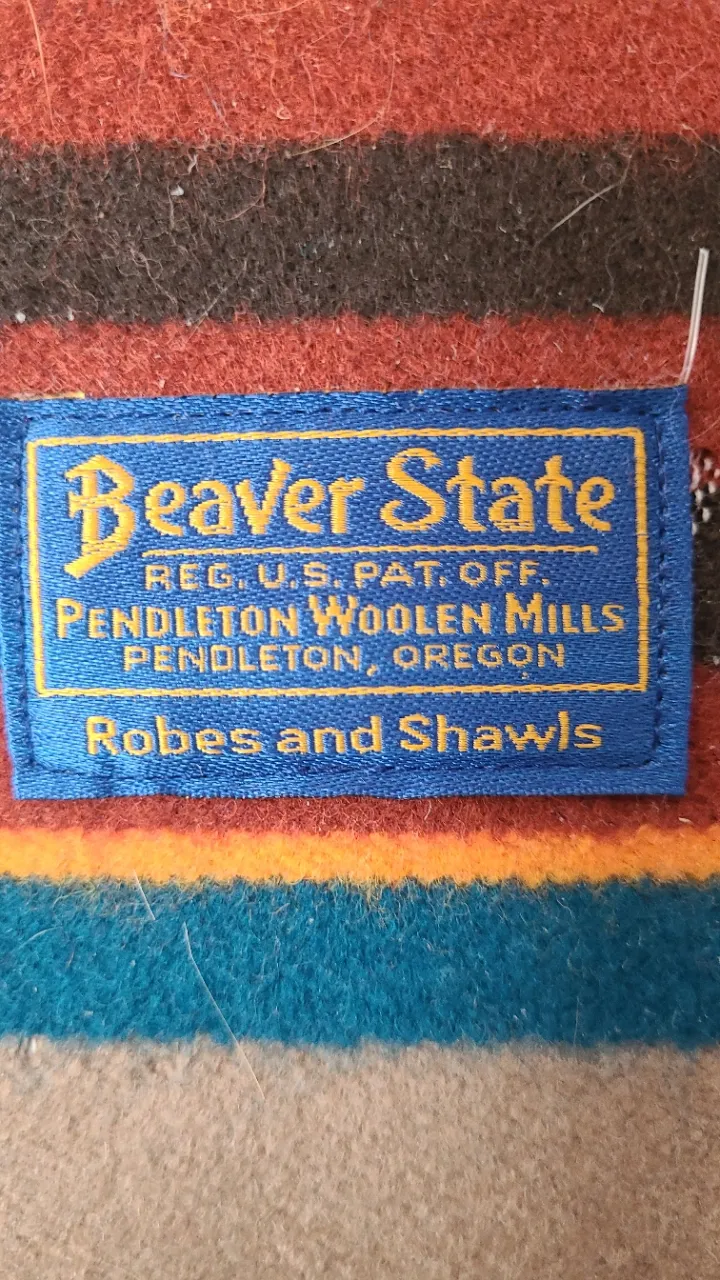 Beaver State
REG. U.S. PAT. OFF.
PENDLETON WOOLEN MILLS
PENDLETON, OREGON
Robes and Shawls